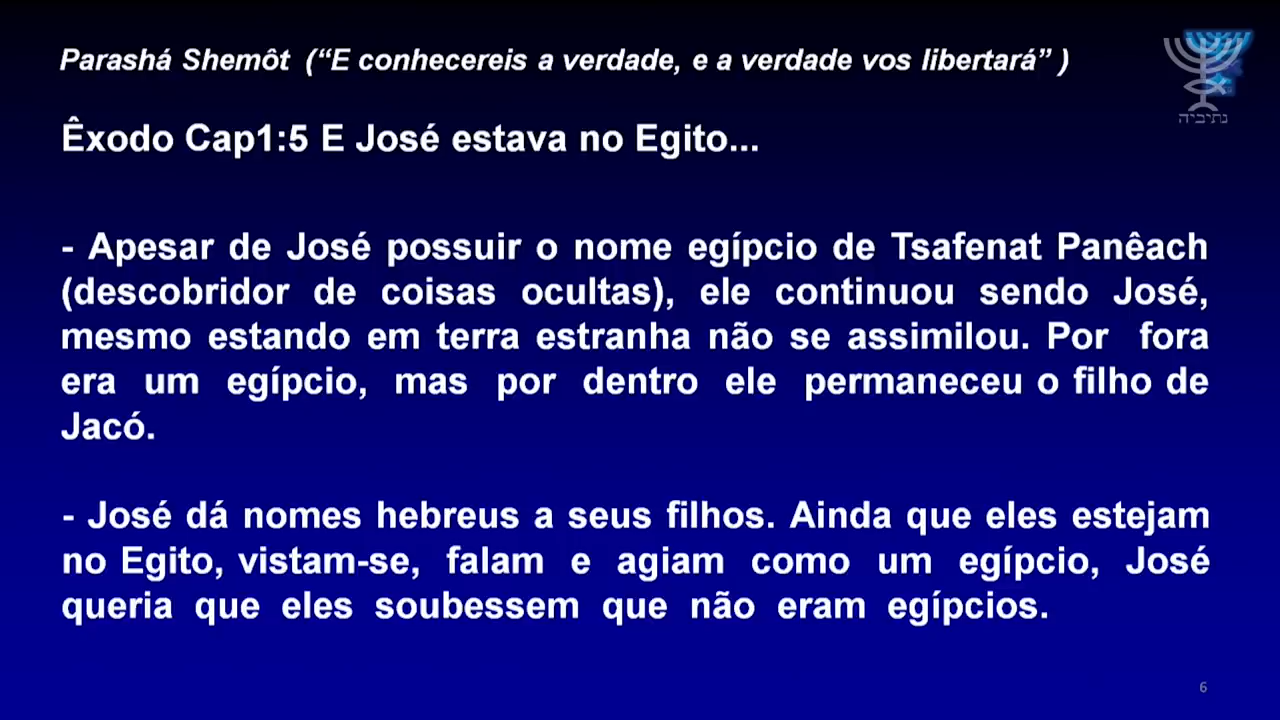 Parashá Shemôt (“E conhecereis a verdade, e a verdade vos libertará” )
נתיביה
Êxodo Cap1:5 E José estava no Egito...
- Apesar de José possuir o nome egípcio de Tsafenat Panêach
(descobridor de coisas ocultas), ele continuou sendo José,
mesmo estando em terra estranha não se assimilou. Por fora
era um egípcio, mas por dentro ele permaneceu o filho de
Jacó.
- José dá nomes hebreus a seus filhos. Ainda que eles estejam
no Egito, vistam-se, falam e agiam como um egípcio, José
queria que eles soubessem que não eram egípcios.
6